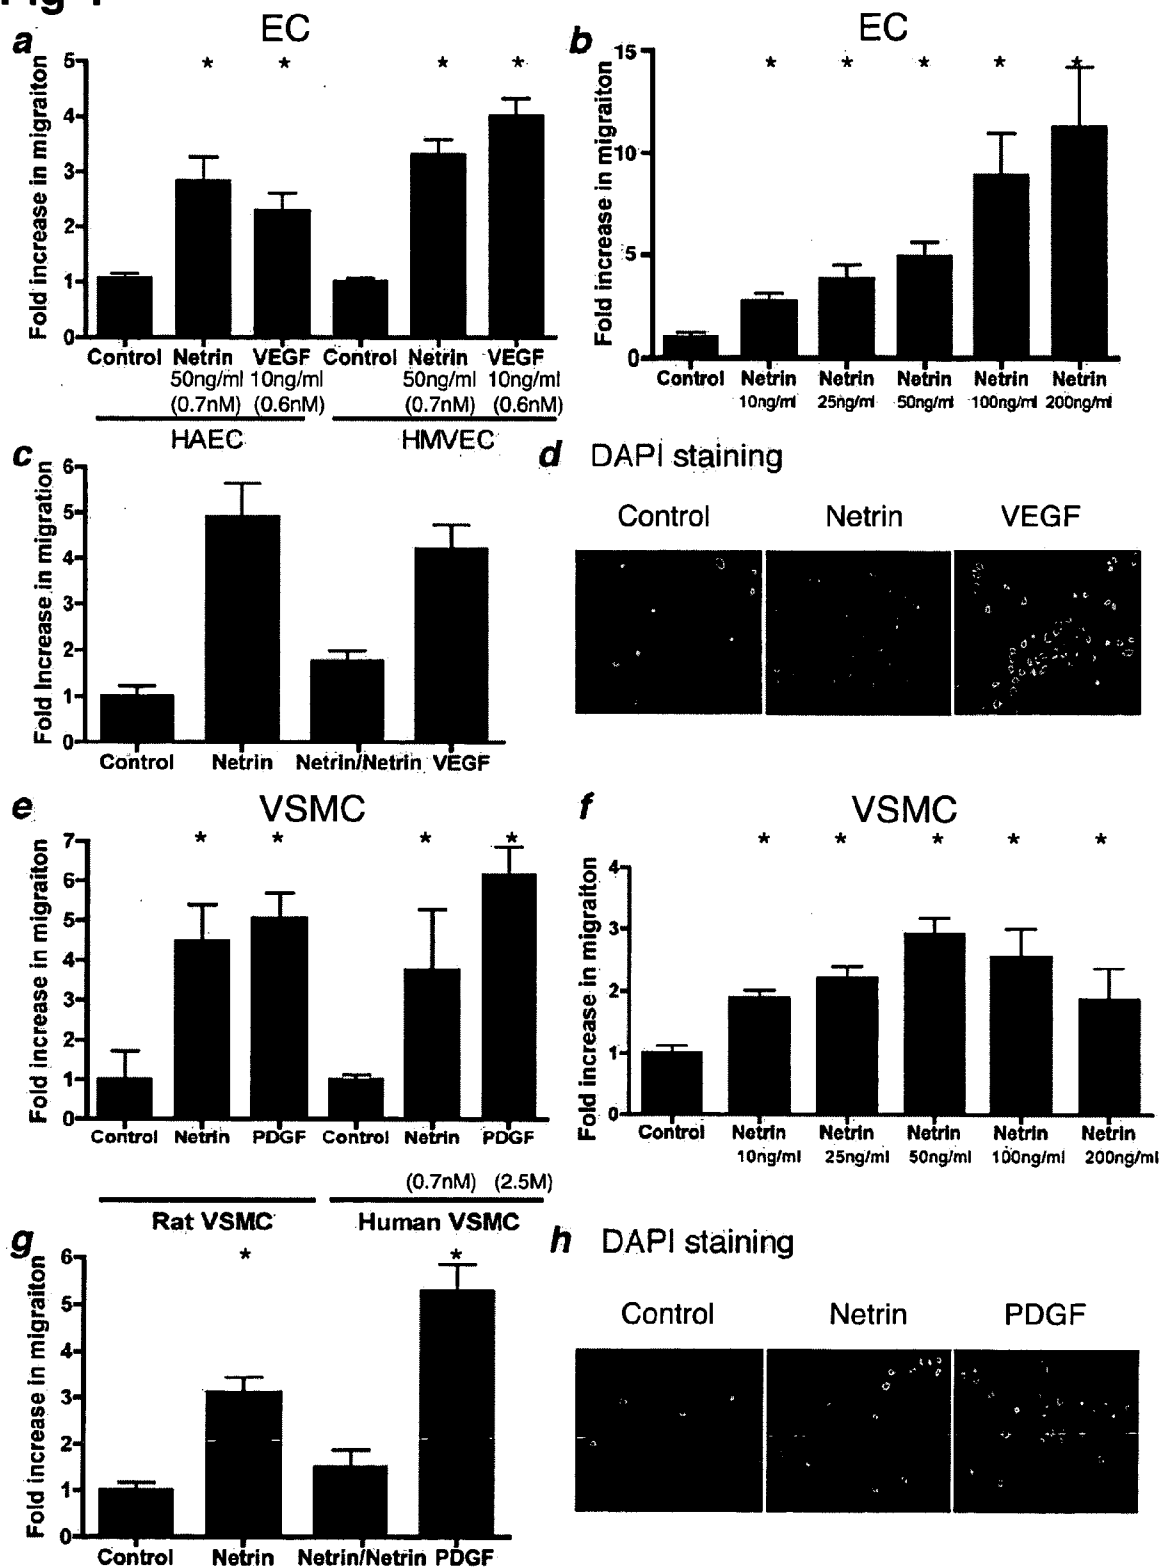 a
EC
Fold increase in migraiton
5
4
3
2
1
0
* * * *
Control Netrin VEGF Control Netrin VEGF
50ng/ml 10ng/ml 50ng/ml 10ng/ml
(0.7nM) (0.6nM) (0.7nM) (0.6nM)
HAEC HMVEC
b
EC
Fold increase in migraiton
15
10
5
0
* * * * *
Control Netrin Netrin Netrin Netrin Netrin
10ng/ml 25ng/ml 50ng/ml 100ng/ml 200ng/ml
c
Fold Increase in migration
6
5
4
3
2
1
0
Control Netrin Netrin/Netrin VEGF
d DAPI staining
Control Netrin VEGF
e
VSMC
Fold increase in migraiton
7
6
5
4
3
2
1
0
* * * *
Control Netrin PDGF Control Netrin PDGF
(0.7nM) (2.5M)
Rat VSMC Human VSMC
f
VSMC
Fold increase in migraiton
4
3
2
1
0
* * * * *
Control Netrin Netrin Netrin Netrin Netrin
10ng/ml 25ng/ml 50ng/ml 100ng/ml 200ng/ml
g
Fold increase in migraiton
6
5
4
3
2
1
0
* *
Control Netrin Netrin/Netrin PDGF
h DAPI staining
Control Netrin PDGF